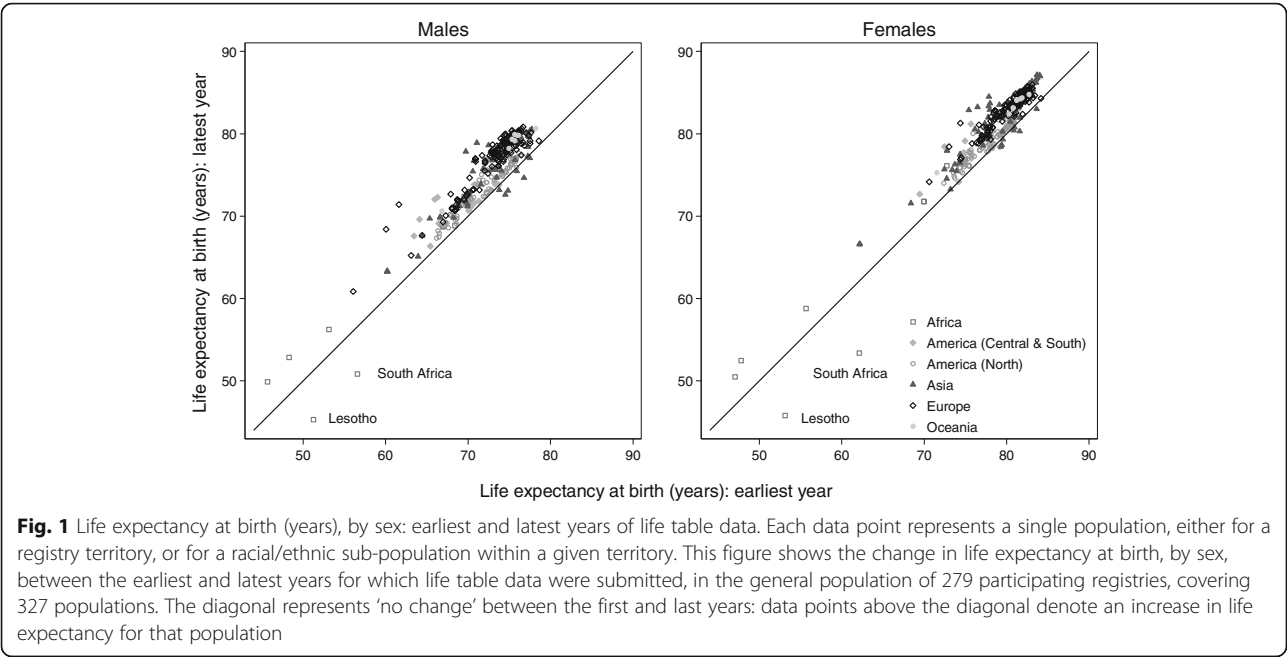 Males
Females
Life expectancy at birth (years): latest year
90
80
70
60
50
50
60
70
80
90
South Africa
Lesotho
90
80
70
60
50
50
60
70
80
90
South Africa
Lesotho
Africa
America (Central & South)
America (North)
Asia
Europe
Oceania
Life expectancy at birth (years): earliest year
Fig. 1 Life expectancy at birth (years), by sex: earliest and latest years of life table data. Each data point represents a single population, either for a
registry territory, or for a racial/ethnic sub-population within a given territory. This figure shows the change in life expectancy at birth, by sex,
between the earliest and latest years for which life table data were submitted, in the general population of 279 participating registries, covering
327 populations. The diagonal represents ‘no change’ between the first and last years: data points above the diagonal denote an increase in life
expectancy for that population